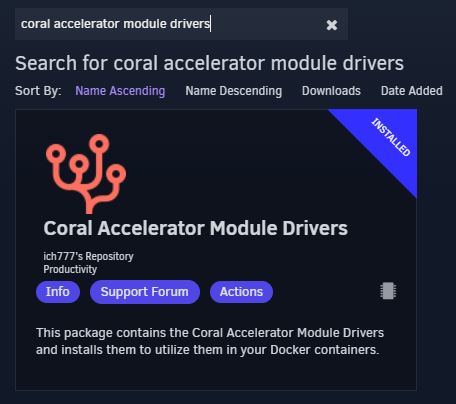 coral accelerator module drivers
Search for coral accelerator module drivers
Sort By: Name Ascending Name Descending Downloads Date Added
INSTALLED
Coral Accelerator Module Drivers
ich777's Repository
Productivity
Info Support Forum Actions
This package contains the Coral Accelerator Module Drivers
and installs them to utilize them in your Docker containers.